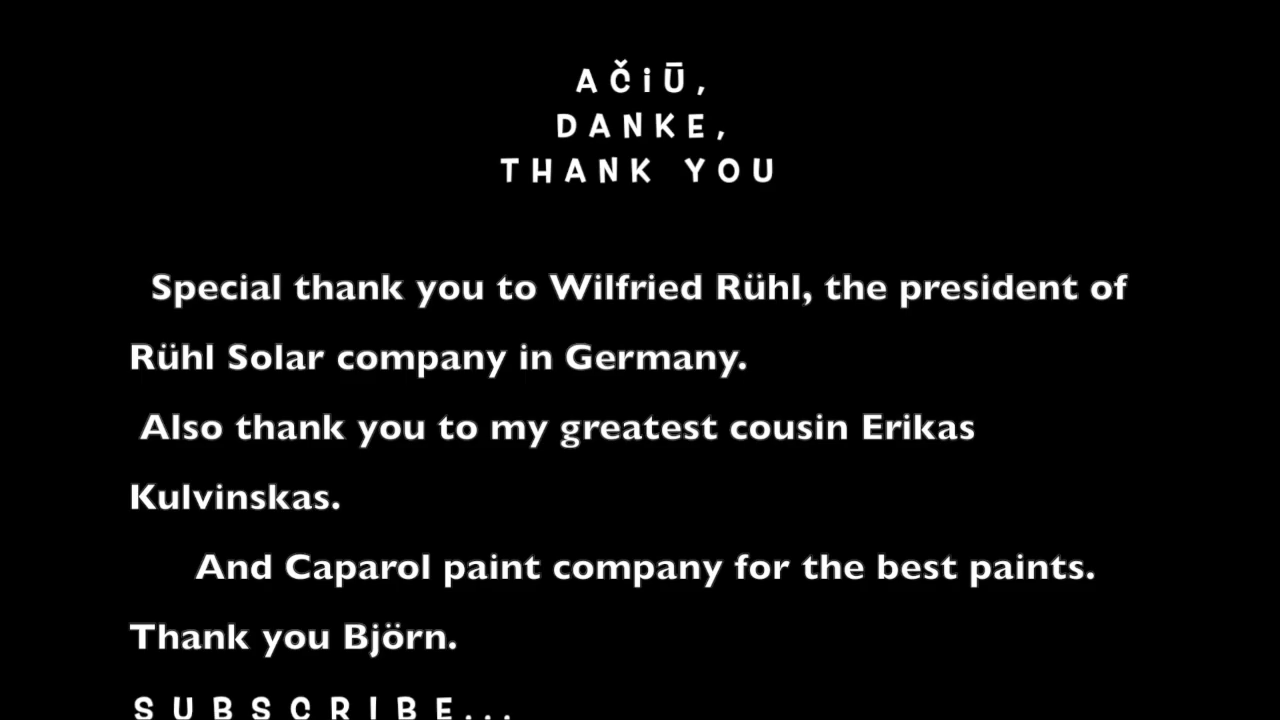 AČiŪ,
DANKE,
THANK YOU
Special thank you to Wilfried Rühl, the president of
Rühl Solar company in Germany.
Also thank you to my greatest cousin Erikas
Kulvinskas.
And Caparol paint company for the best paints.
Thank you Björn.
SUBSCRIBE...